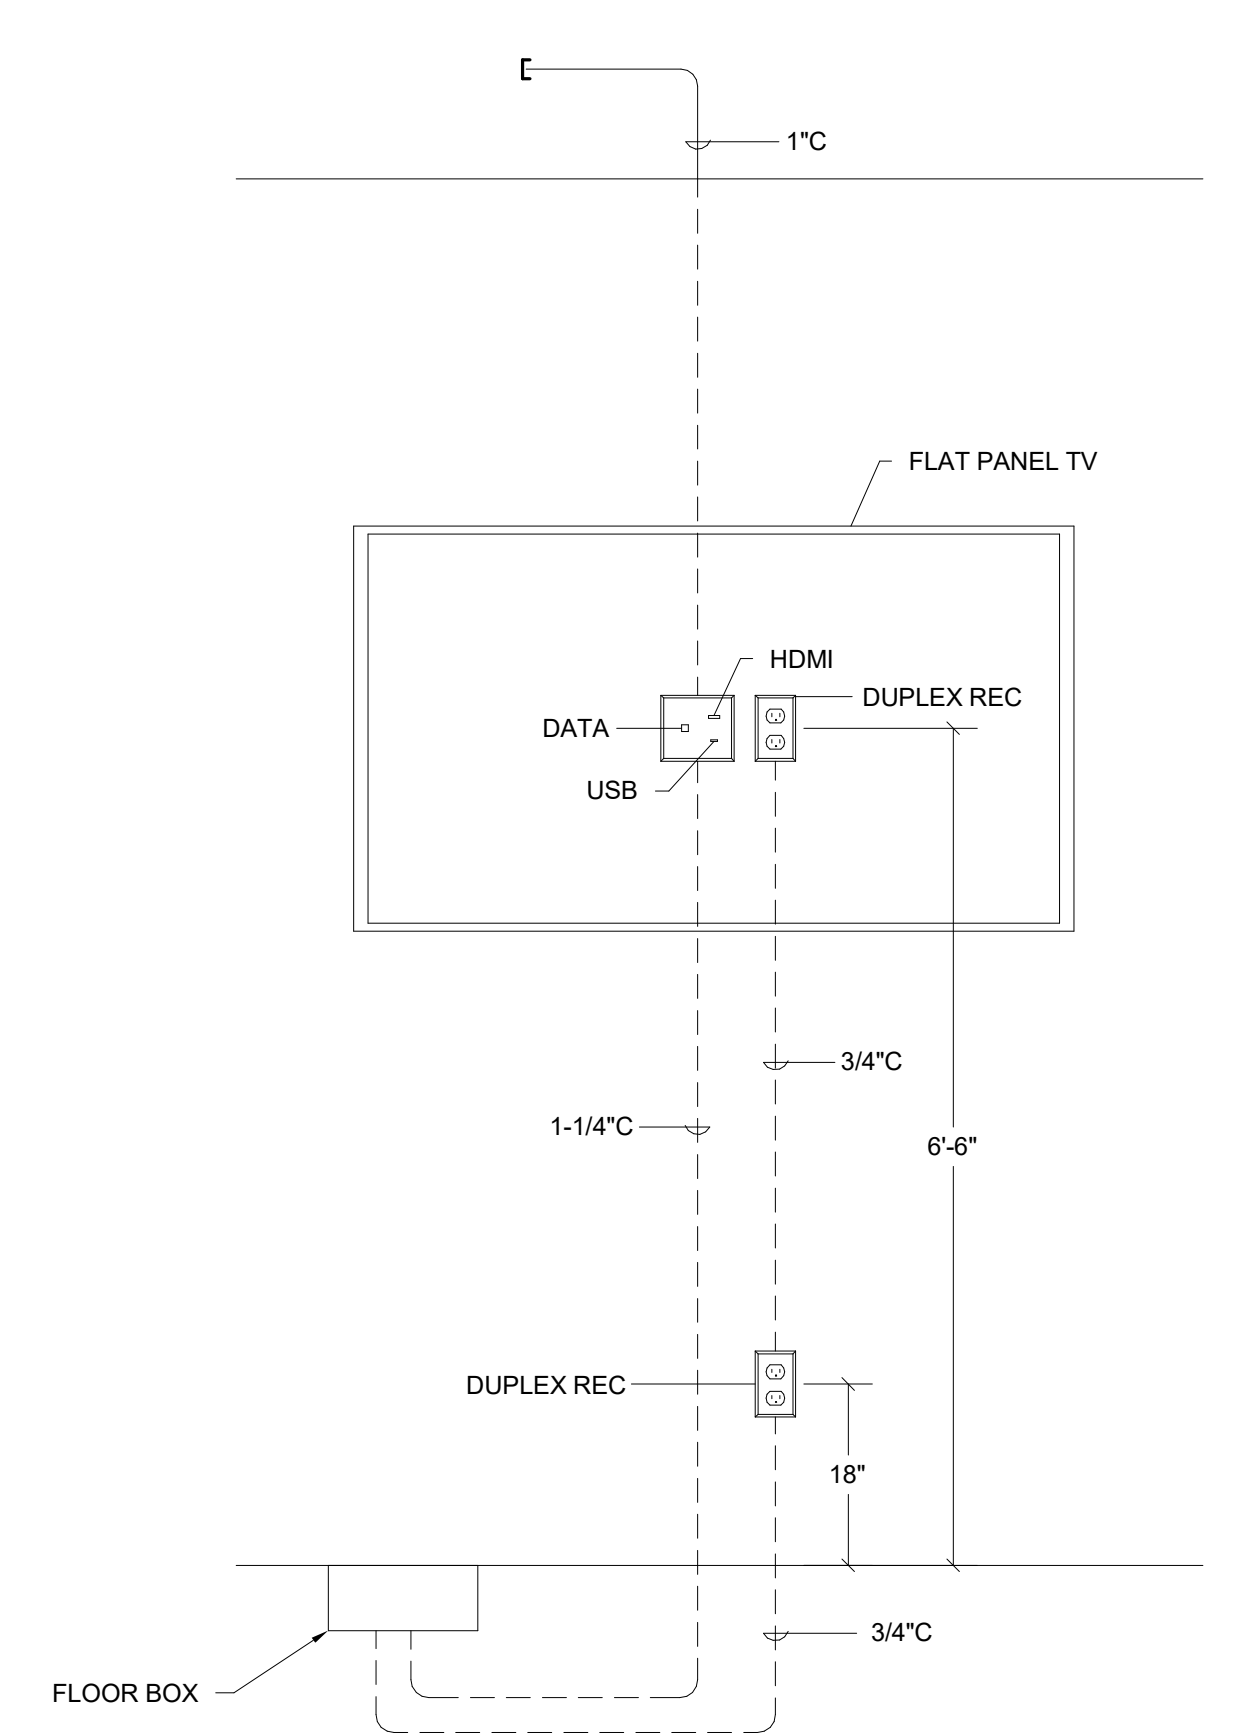 1"C
FLAT PANEL TV
HDMI
DUPLEX REC
DATA
USB
3/4"C
1-1/4"C
6'-6"
DUPLEX REC
18"
3/4"C
FLOOR BOX